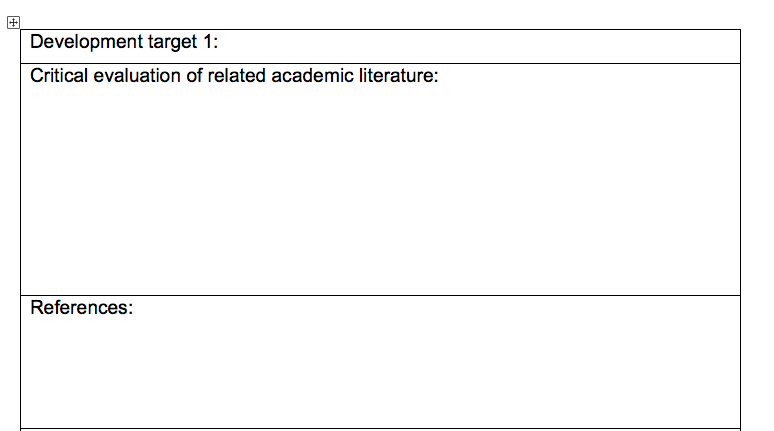 Development target 1:
Critical evaluation of related academic literature:
References: